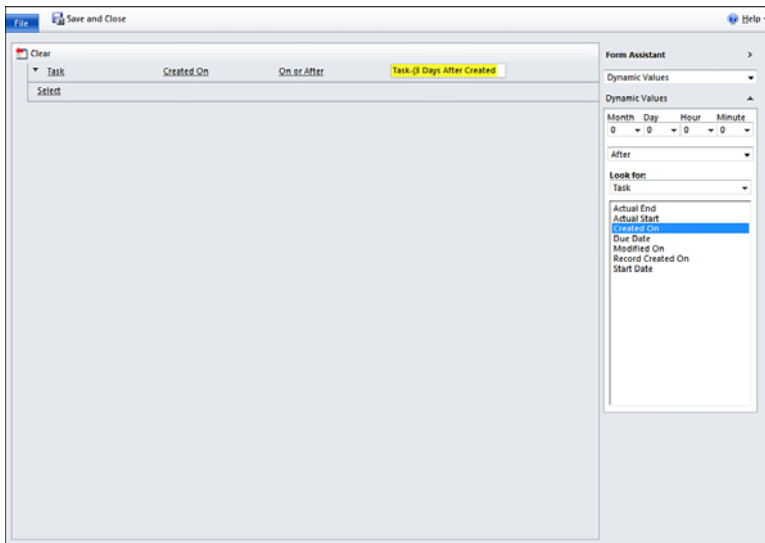 File Save and Close Help
Clear
Task Created On On or After Task-{3 Days After Created
Select
Form Assistant
Dynamic Values
Dynamic Values
Month Day Hour Minute
0 0 0 0
After
Look for:
Task
Actual End
Actual Start
Created On
Due Date
Modified On
Record Created On
Start Date